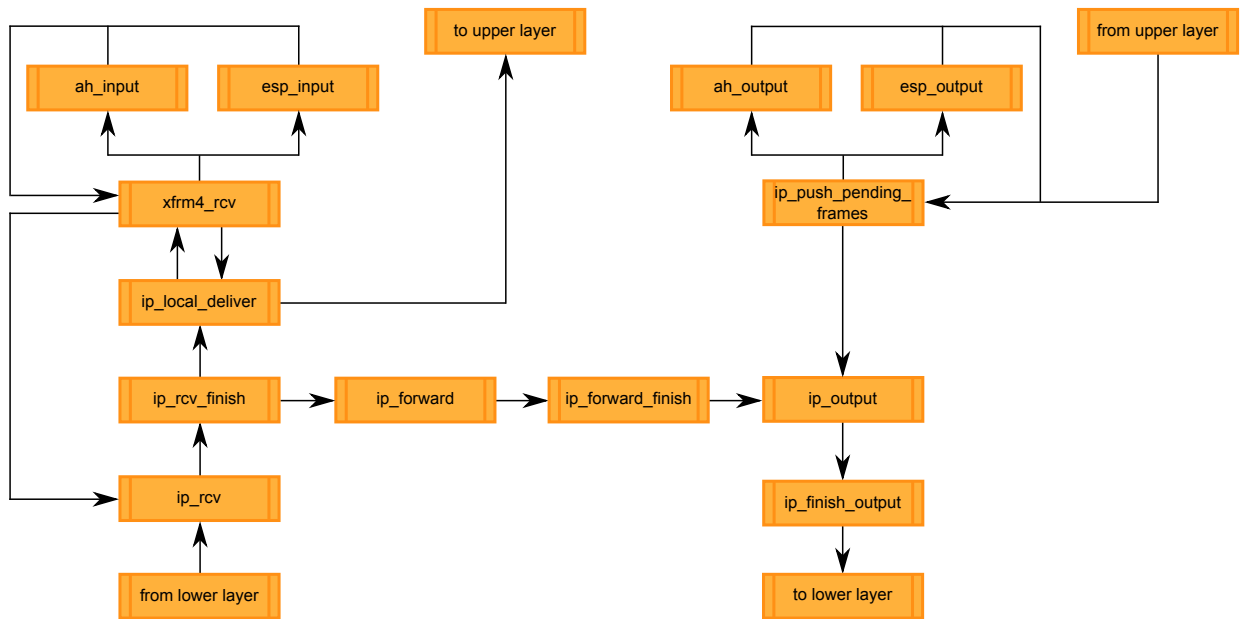 to upper layer
from upper layer
ah_input
esp_input
ah_output
esp_output
xfrm4_rcv
ip_push_pending_
frames
ip_local_deliver
ip_rcv_finish
ip_forward
ip_forward_finish
ip_output
ip_rcv
ip_finish_output
from lower layer
to lower layer